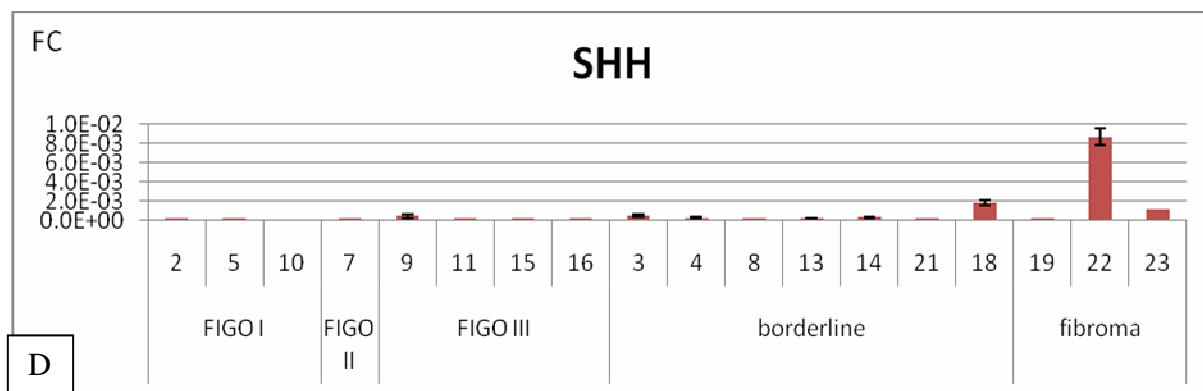 FC
SHH
1.0E-02
8.0E-03
6.0E-03
4.0E-03
2.0E-03
0.0E+00
2 5 10 7 9 11 15 16 3 4 8 13 14 21 18 19 22 23
FIGO I FIGO II FIGO III borderline fibroma
D